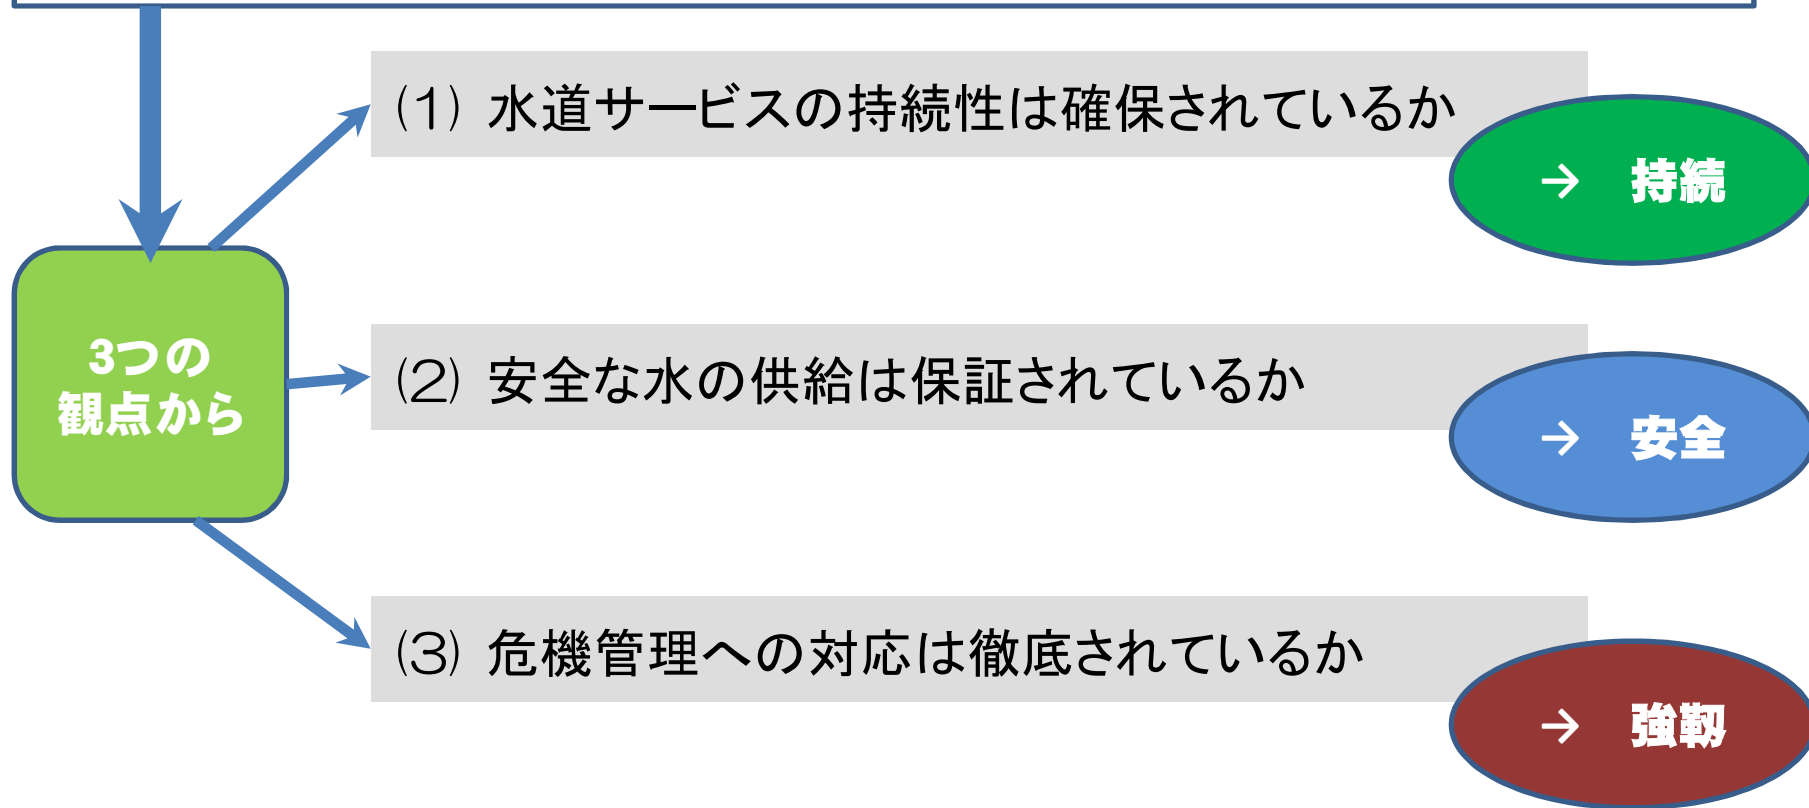 (1) 水道サービスの持続性は確保されているか
→ 持続
3つの
観点から
(2) 安全な水の供給は保証されているか
→ 安全
(3) 危機管理への対応は徹底されているか
→ 強靭